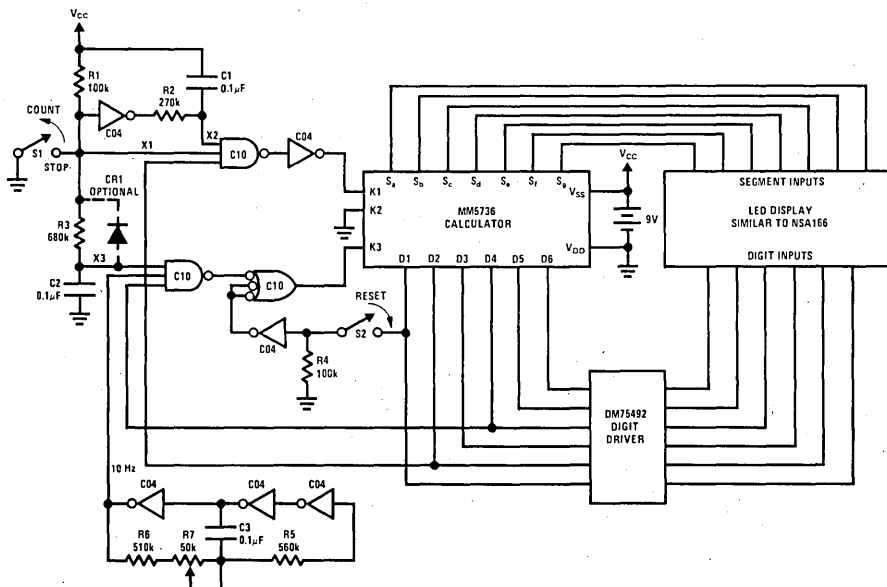 VCC
R1
100k
C04
R2
270k
C1
0.1µF
COUNT
S1
STOP
X1
X2
C10
C04
CR1
OPTIONAL
R3
680k
X3
C2
0.1µF
C10
C10
C04
R4
100k
RESET
S2
Sa Sb Sc Sd Se Sf Sg
K1
K2
K3
MM5736
CALCULATOR
VSS
VDD
D1 D2 D3 D4 D5 D6
VCC
9V
SEGMENT INPUTS
LED DISPLAY
SIMILAR TO NSA166
DIGIT INPUTS
DM75492
DIGIT
DRIVER
10 Hz
C04
C04
C04
R6
510k
R7
50k
C3
0.1µF
R5
560k